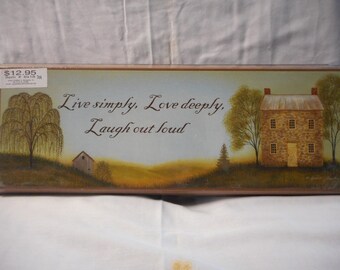 $12.95
Live simply, Love deeply,
Laugh out loud